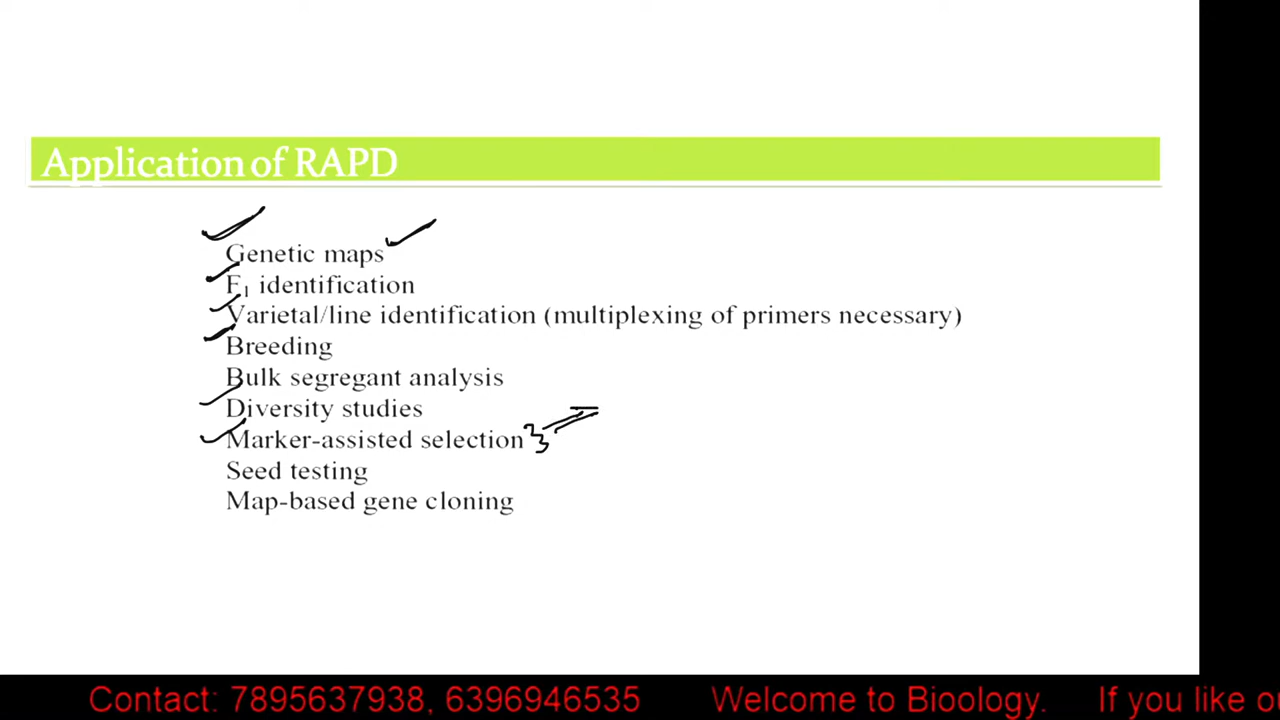 Application of RAPD
Genetic maps
F₁ identification
Varietal/line identification (multiplexing of primers necessary)
Breeding
Bulk segregant analysis
Diversity studies
Marker-assisted selection
Seed testing
Map-based gene cloning
Contact: 7895637938, 6396946535 Welcome to Bioology. If you like